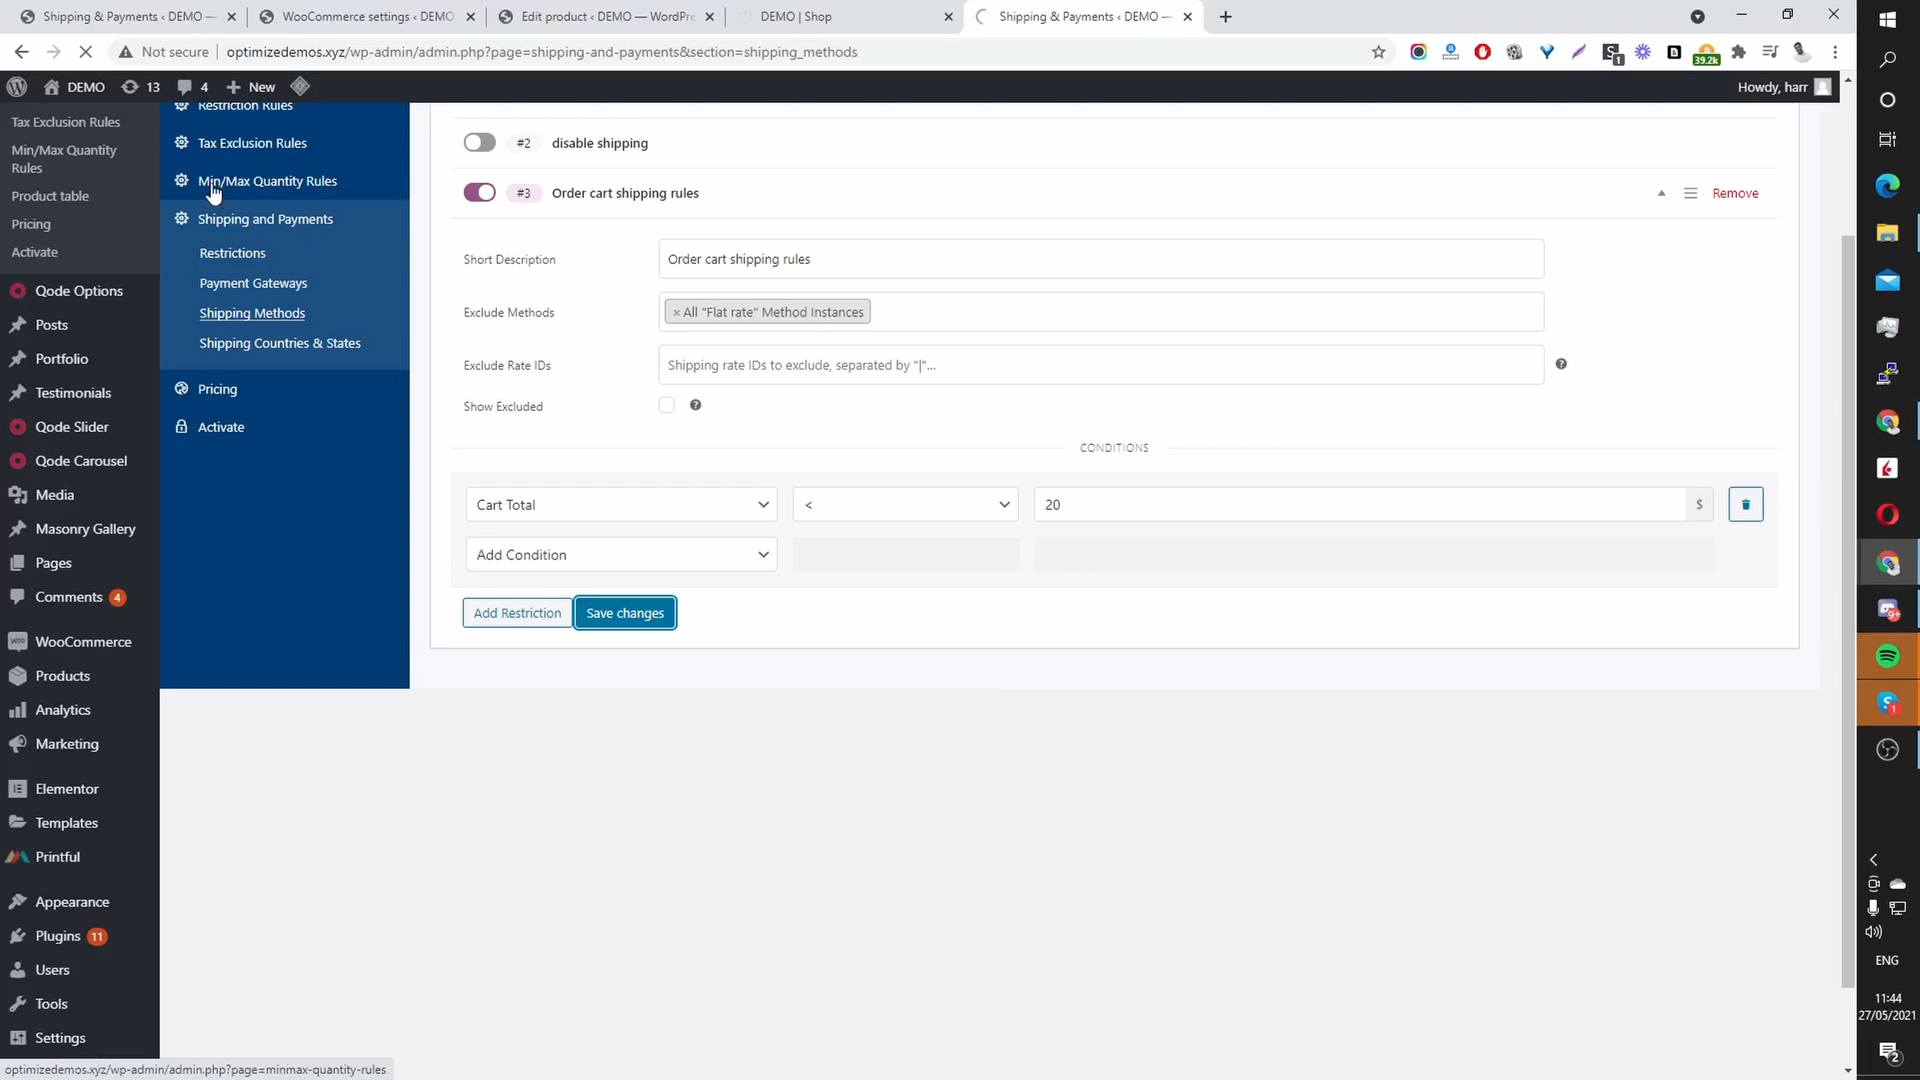 Shipping & Payments ‹ DEMO —
WooCommerce settings ‹ DEMO
Edit product ‹ DEMO — WordPre
DEMO | Shop
Shipping & Payments ‹ DEMO —
Not secure
optimizedemos.xyz/wp-admin/admin.php?page=shipping-and-payments&section=shipping_methods
1
39.2k
DEMO
13
4
New
Howdy, harr
Tax Exclusion Rules
Min/Max Quantity
Rules
Product table
Pricing
Activate
Qode Options
Posts
Portfolio
Testimonials
Qode Slider
Qode Carousel
Media
Masonry Gallery
Pages
Comments 4
WooCommerce
Products
Analytics
Marketing
Elementor
Templates
Printful
Appearance
Plugins 11
Users
Tools
Settings
Restriction Rules
Tax Exclusion Rules
Min/Max Quantity Rules
Shipping and Payments
Restrictions
Payment Gateways
Shipping Methods
Shipping Countries & States
Pricing
Activate
#2 disable shipping
#3 Order cart shipping rules
Remove
Short Description
Order cart shipping rules
Exclude Methods
× All "Flat rate" Method Instances
Exclude Rate IDs
Shipping rate IDs to exclude, separated by "|"...
Show Excluded
CONDITIONS
Cart Total
<
20
$
Add Condition
Add Restriction
Save changes
optimizedemos.xyz/wp-admin/admin.php?page=minmax-quantity-rules
9+
1
ENG
11:44
27/05/2021
2